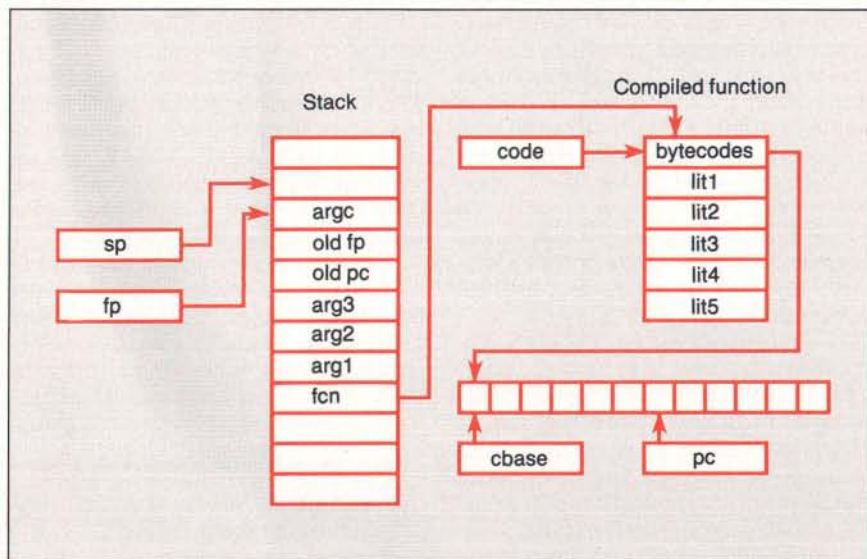 Stack
Compiled function
code
bytecodes
lit1
lit2
lit3
lit4
lit5
argc
old fp
old pc
arg3
arg2
arg1
fcn
sp
fp
cbase
pc